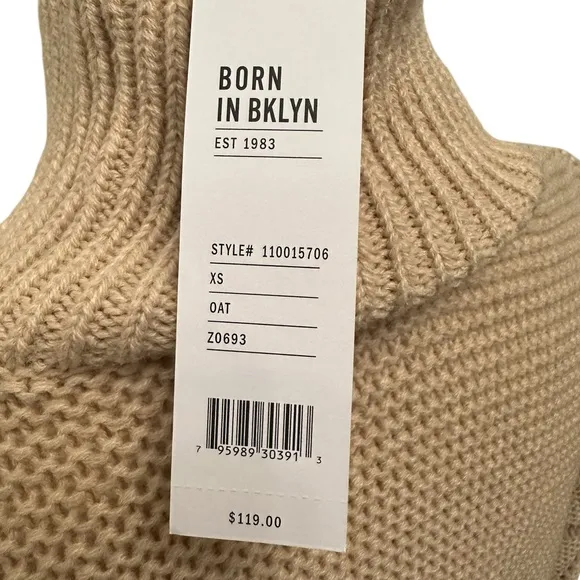 BORN
IN BKLYN
EST 1983
STYLE# 110015706
XS
OAT
Z0693
7 95989 30391 3
$119.00